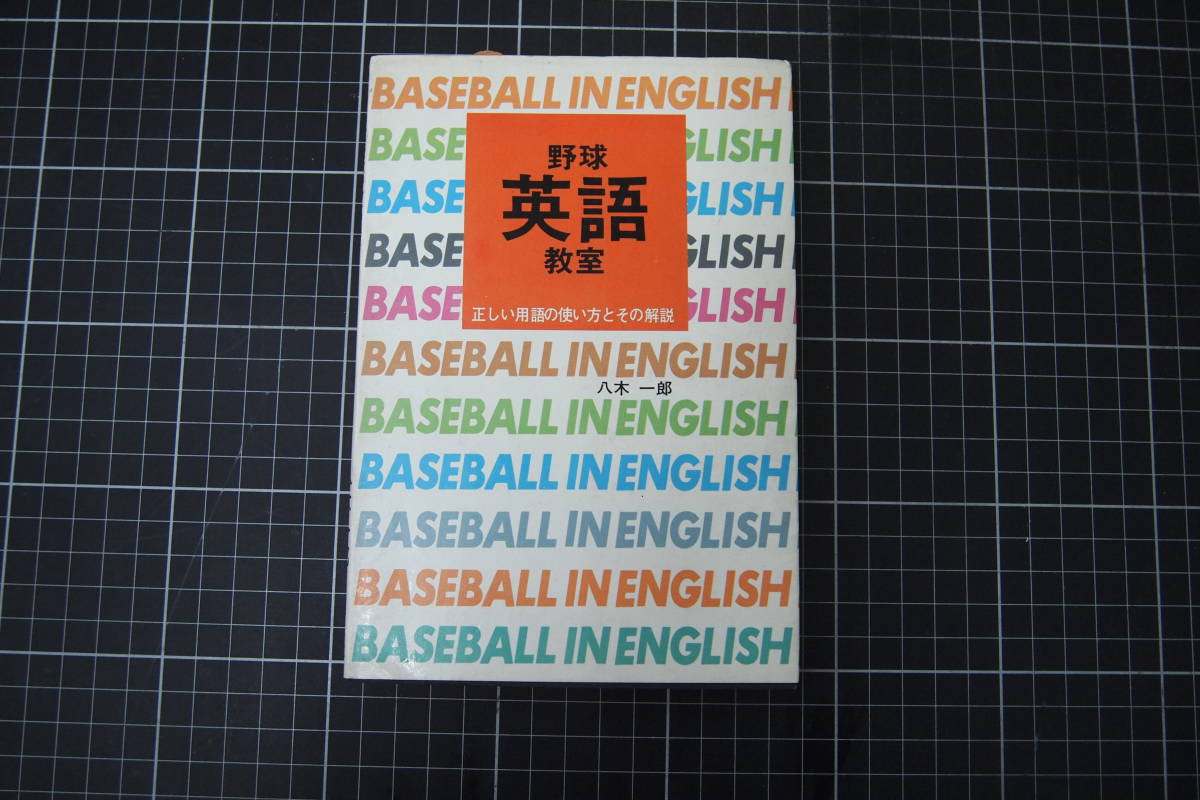 BASEBALL IN ENGLISH
BASE
GLISH
BASE
GLISH
BASE
GLISH
BASE
GLISH
野球
英語
教室
正しい用語の使い方とその解説
BASEBALL IN ENGLISH
八木 一郎
BASEBALL IN ENGLISH
BASEBALL IN ENGLISH
BASEBALL IN ENGLISH
BASEBALL IN ENGLISH
BASEBALL IN ENGLISH